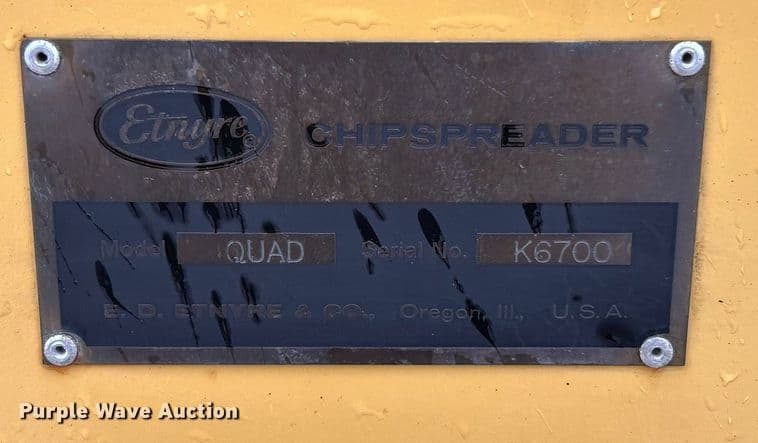 Etnyre CHIPSPREADER
Model QUAD Serial No. K6700
E. D. ETNYRE & CO., Oregon, Ill., U.S.A.
Purple Wave Auction